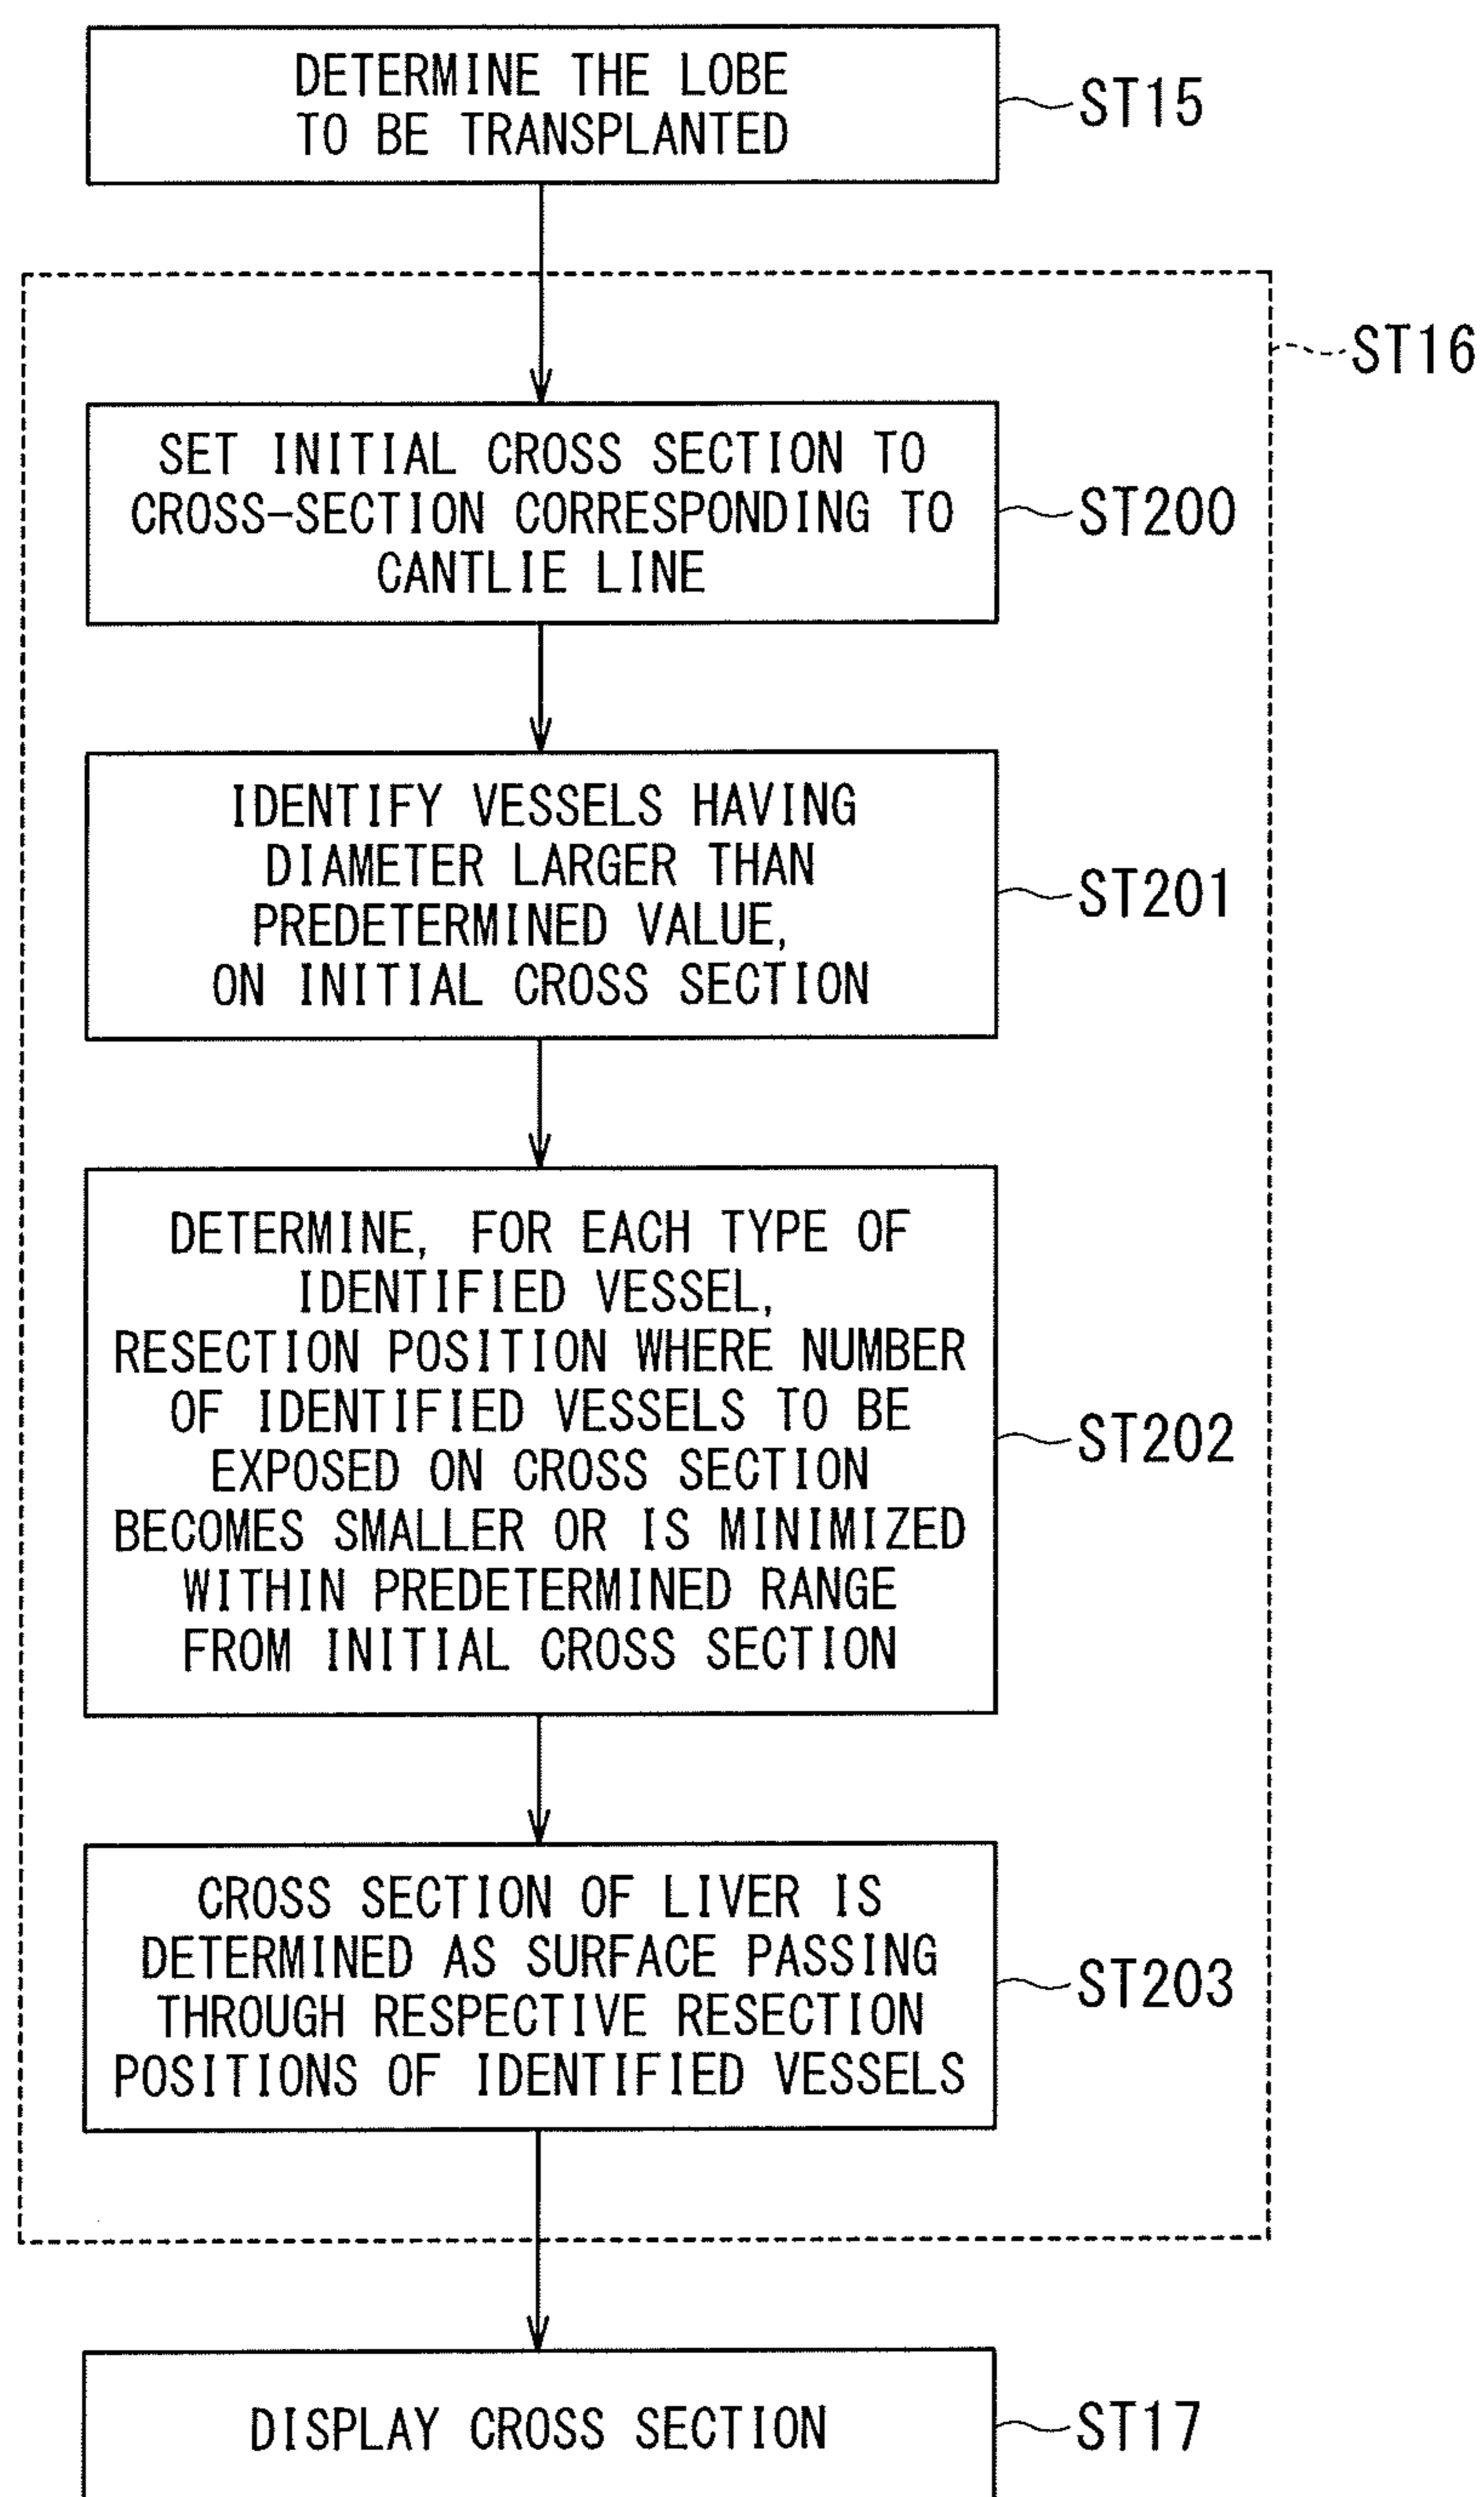 DETERMINE THE LOBE
TO BE TRANSPLANTED
ST15
ST16
SET INITIAL CROSS SECTION TO
CROSS-SECTION CORRESPONDING TO
CANTLIE LINE
ST200
IDENTIFY VESSELS HAVING
DIAMETER LARGER THAN
PREDETERMINED VALUE,
ON INITIAL CROSS SECTION
ST201
DETERMINE, FOR EACH TYPE OF
IDENTIFIED VESSEL,
RESECTION POSITION WHERE NUMBER
OF IDENTIFIED VESSELS TO BE
EXPOSED ON CROSS SECTION
BECOMES SMALLER OR IS MINIMIZED
WITHIN PREDETERMINED RANGE
FROM INITIAL CROSS SECTION
ST202
CROSS SECTION OF LIVER IS
DETERMINED AS SURFACE PASSING
THROUGH RESPECTIVE RESECTION
POSITIONS OF IDENTIFIED VESSELS
ST203
DISPLAY CROSS SECTION
ST17